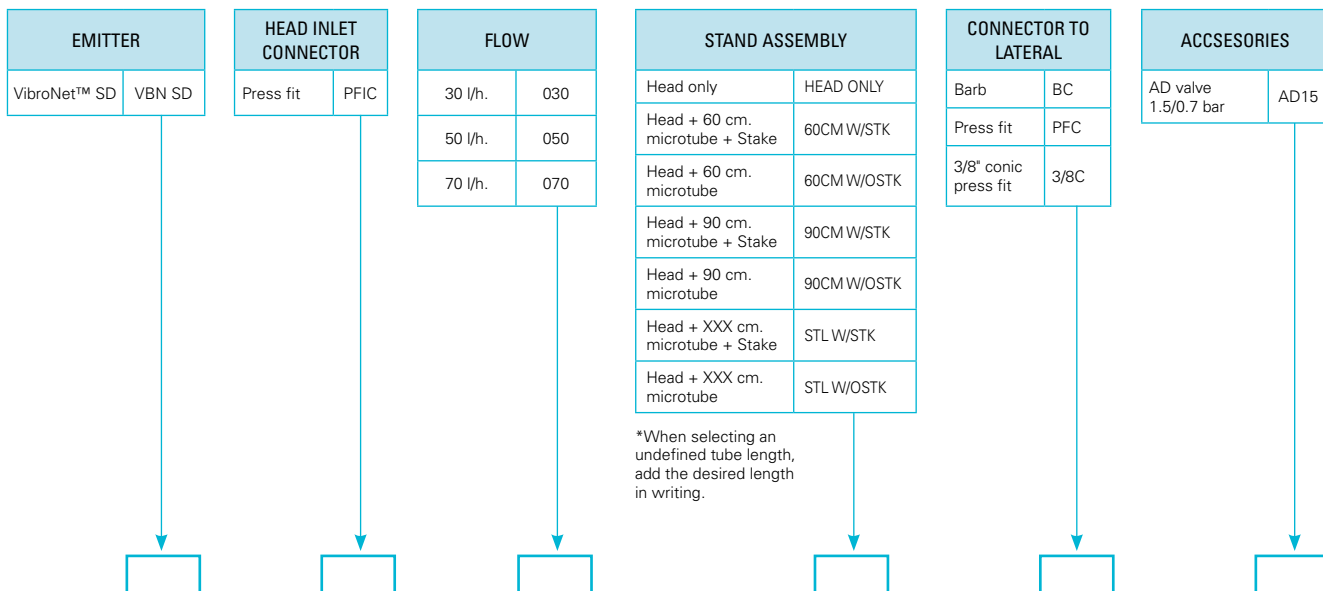 EMITTER
VibroNet™ SD VBN SD
HEAD INLET
CONNECTOR
Press fit PFIC
FLOW
30 l/h. 030
50 l/h. 050
70 l/h. 070
STAND ASSEMBLY
Head only HEAD ONLY
Head + 60 cm.
microtube + Stake 60CM W/STK
Head + 60 cm.
microtube 60CM W/OSTK
Head + 90 cm.
microtube + Stake 90CM W/STK
Head + 90 cm.
microtube 90CM W/OSTK
Head + XXX cm.
microtube + Stake STL W/STK
Head + XXX cm.
microtube STL W/OSTK
*When selecting an
undefined tube length,
add the desired length
in writing.
CONNECTOR TO
LATERAL
Barb BC
Press fit PFC
3/8" conic
press fit 3/8C
ACCSESORIES
AD valve
1.5/0.7 bar AD15